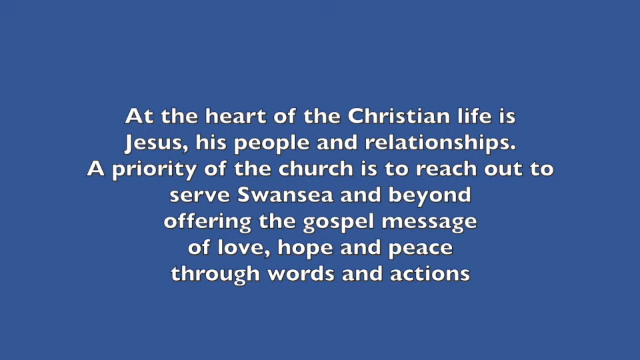 At the heart of the Christian life is
Jesus, his people and relationships.
A priority of the church is to reach out to
serve Swansea and beyond
offering the gospel message
of love, hope and peace
through words and actions